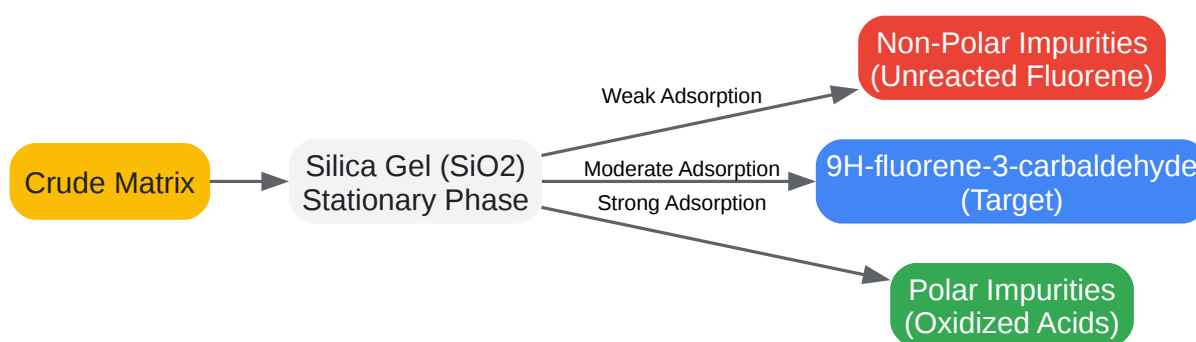 Crude Matrix
Silica Gel (SiO2)
Stationary Phase
Weak Adsorption
Moderate Adsorption
Strong Adsorption
Non-Polar Impurities
(Unreacted Fluorene)
9H-fluorene-3-carbaldehyde
(Target)
Polar Impurities
(Oxidized Acids)